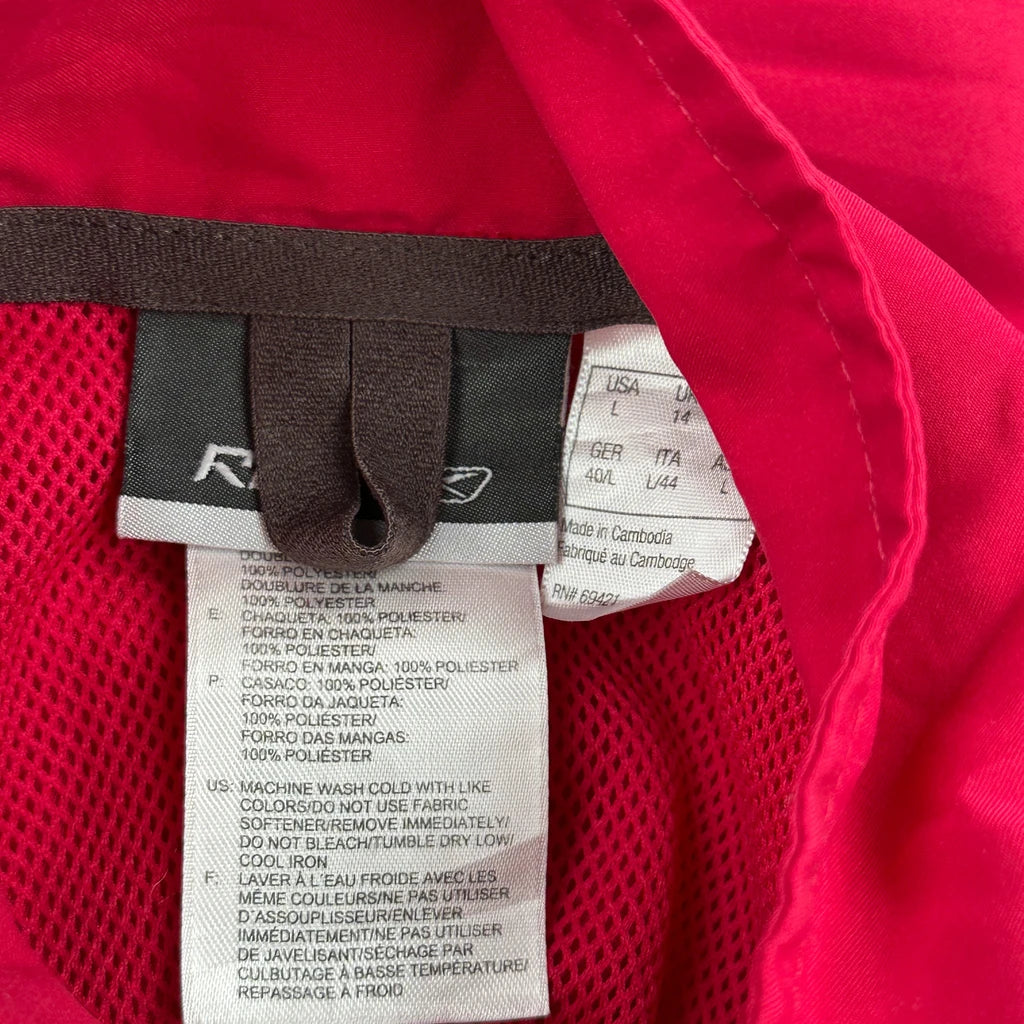 USA
L
14
GER ITA
40/L L/44 L
Made in Cambodia
Fabriqué au Cambodge
RN# 69421
100% POLYESTER/
DOUBLURE DE LA MANCHE:
100% POLYESTER
E: CHAQUETA: 100% POLIESTER/
FORRO EN CHAQUETA:
100% POLIESTER/
FORRO EN MANGA: 100% POLIESTER
P: CASACO: 100% POLIÉSTER/
FORRO DA JAQUETA:
100% POLIÉSTER/
FORRO DAS MANGAS:
100% POLIÉSTER
US: MACHINE WASH COLD WITH LIKE
COLORS/DO NOT USE FABRIC
SOFTENER/REMOVE IMMEDIATELY/
DO NOT BLEACH/TUMBLE DRY LOW/
COOL IRON
F: LAVER À L'EAU FROIDE AVEC LES
MÊME COULEURS/NE PAS UTILISER
D'ASSOUPLISSEUR/ENLEVER
IMMÉDIATEMENT/NE PAS UTILISER
DE JAVELISANT/SÉCHAGE PAR
CULBUTAGE À BASSE TEMPÉRATURE/
REPASSAGE À FROID